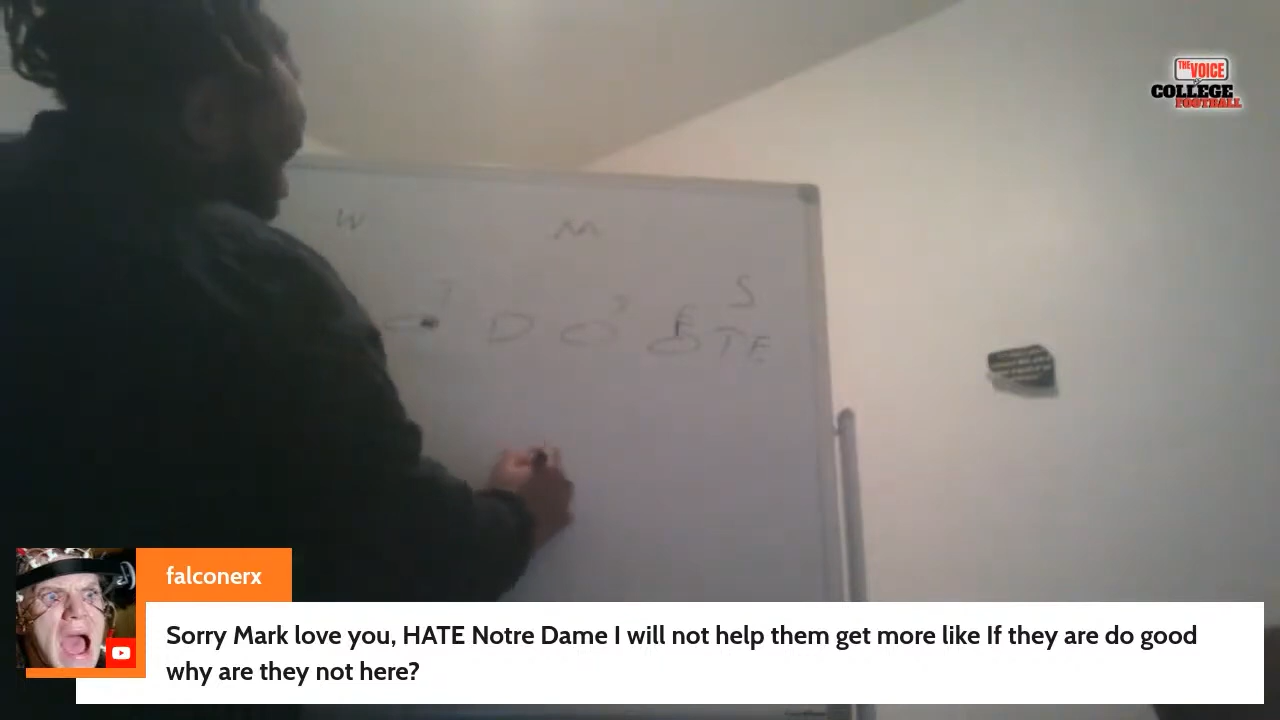 THE VOICE
OF
COLLEGE
FOOTBALL
W
M
S
T
D
T
E
TE
falconerx
Sorry Mark love you, HATE Notre Dame I will not help them get more like If they are do good
why are they not here?